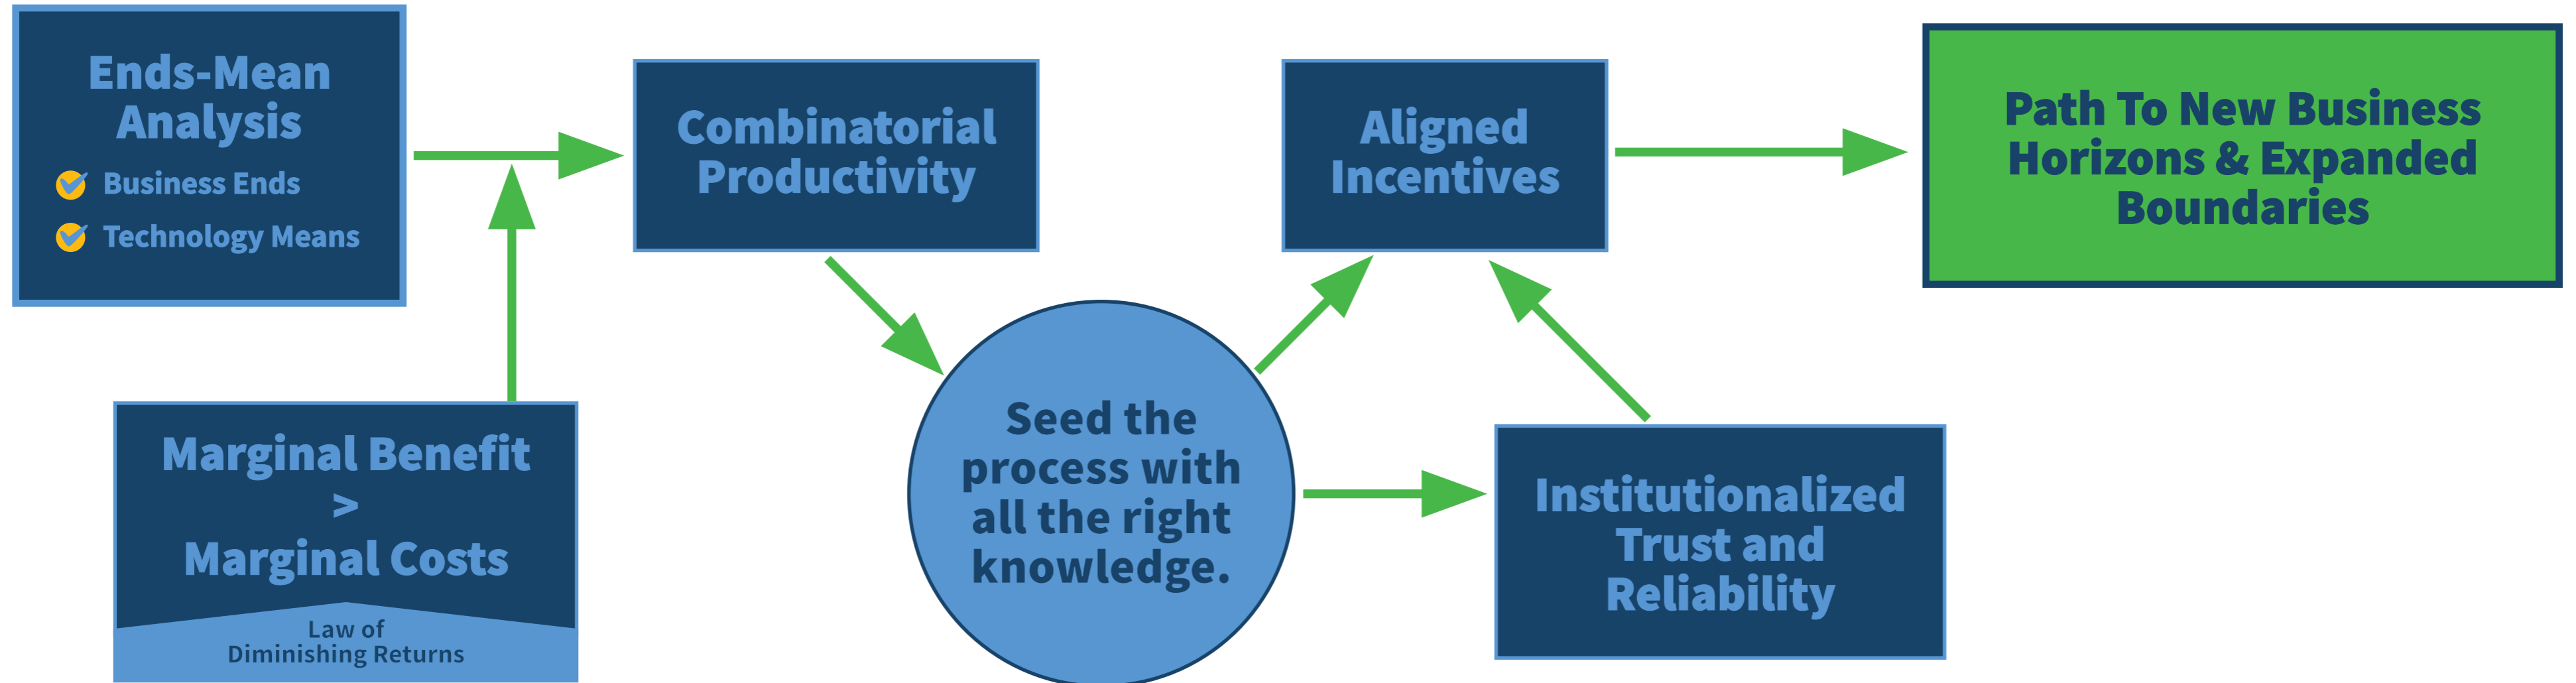 Ends-Mean
Analysis
Business Ends
Technology Means
Marginal Benefit
>
Marginal Costs
Law of
Diminishing Returns
Combinatorial
Productivity
Seed the
process with
all the right
knowledge.
Aligned
Incentives
Institutionalized
Trust and
Reliability
Path To New Business
Horizons & Expanded
Boundaries